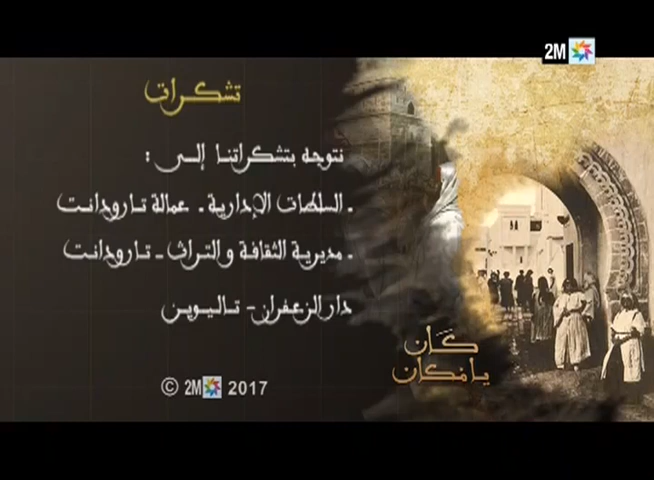 2M
تشكرات
نتوجه بتشكراتنا إلى :
. السلطات الإدارية . عمالة تارودانت
. مديرية الثقافة والتراث - تارودانت
دار الزعفران - تاليوين
كان
يا مكان
© 2M 2017